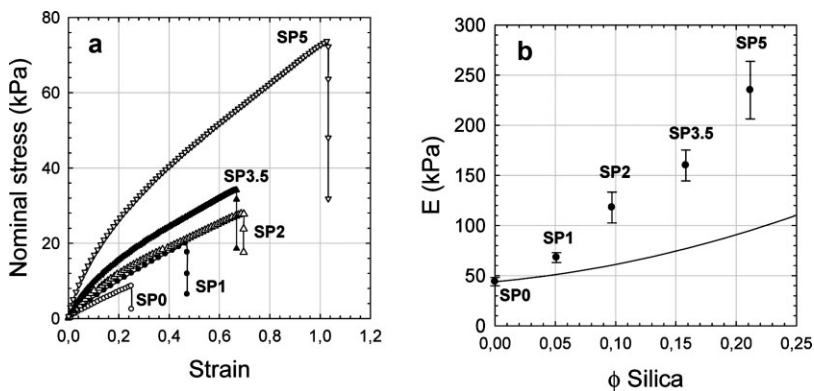 a
Nominal stress (kPa)
80
60
40
20
0
SP5
SP3.5
SP2
SP1
SP0
0,0 0,2 0,4 0,6 0,8 1,0 1,2
Strain
b
E (kPa)
300
250
200
150
100
50
0
SP5
SP3.5
SP2
SP1
SP0
0,00 0,05 0,10 0,15 0,20 0,25
ϕ Silica